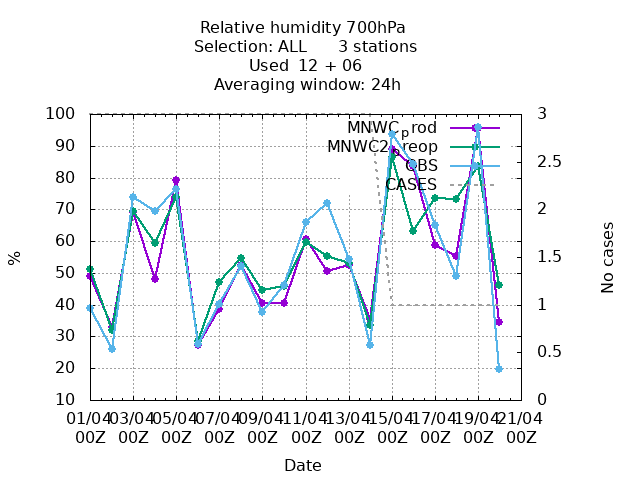 Relative humidity 700hPa
Selection: ALL 3 stations
Used 12 + 06
Averaging window: 24h
100 3
MNWC_prod
MNWC2_preop
OBS
CASES
90
80 2.5
70 2
60
50 1.5
40 1
30
20 0.5
10 0
%
No cases
01/04 03/04 05/04 07/04 09/04 11/04 13/04 15/04 17/04 19/04 21/04
00Z 00Z 00Z 00Z 00Z 00Z 00Z 00Z 00Z 00Z 00Z
Date